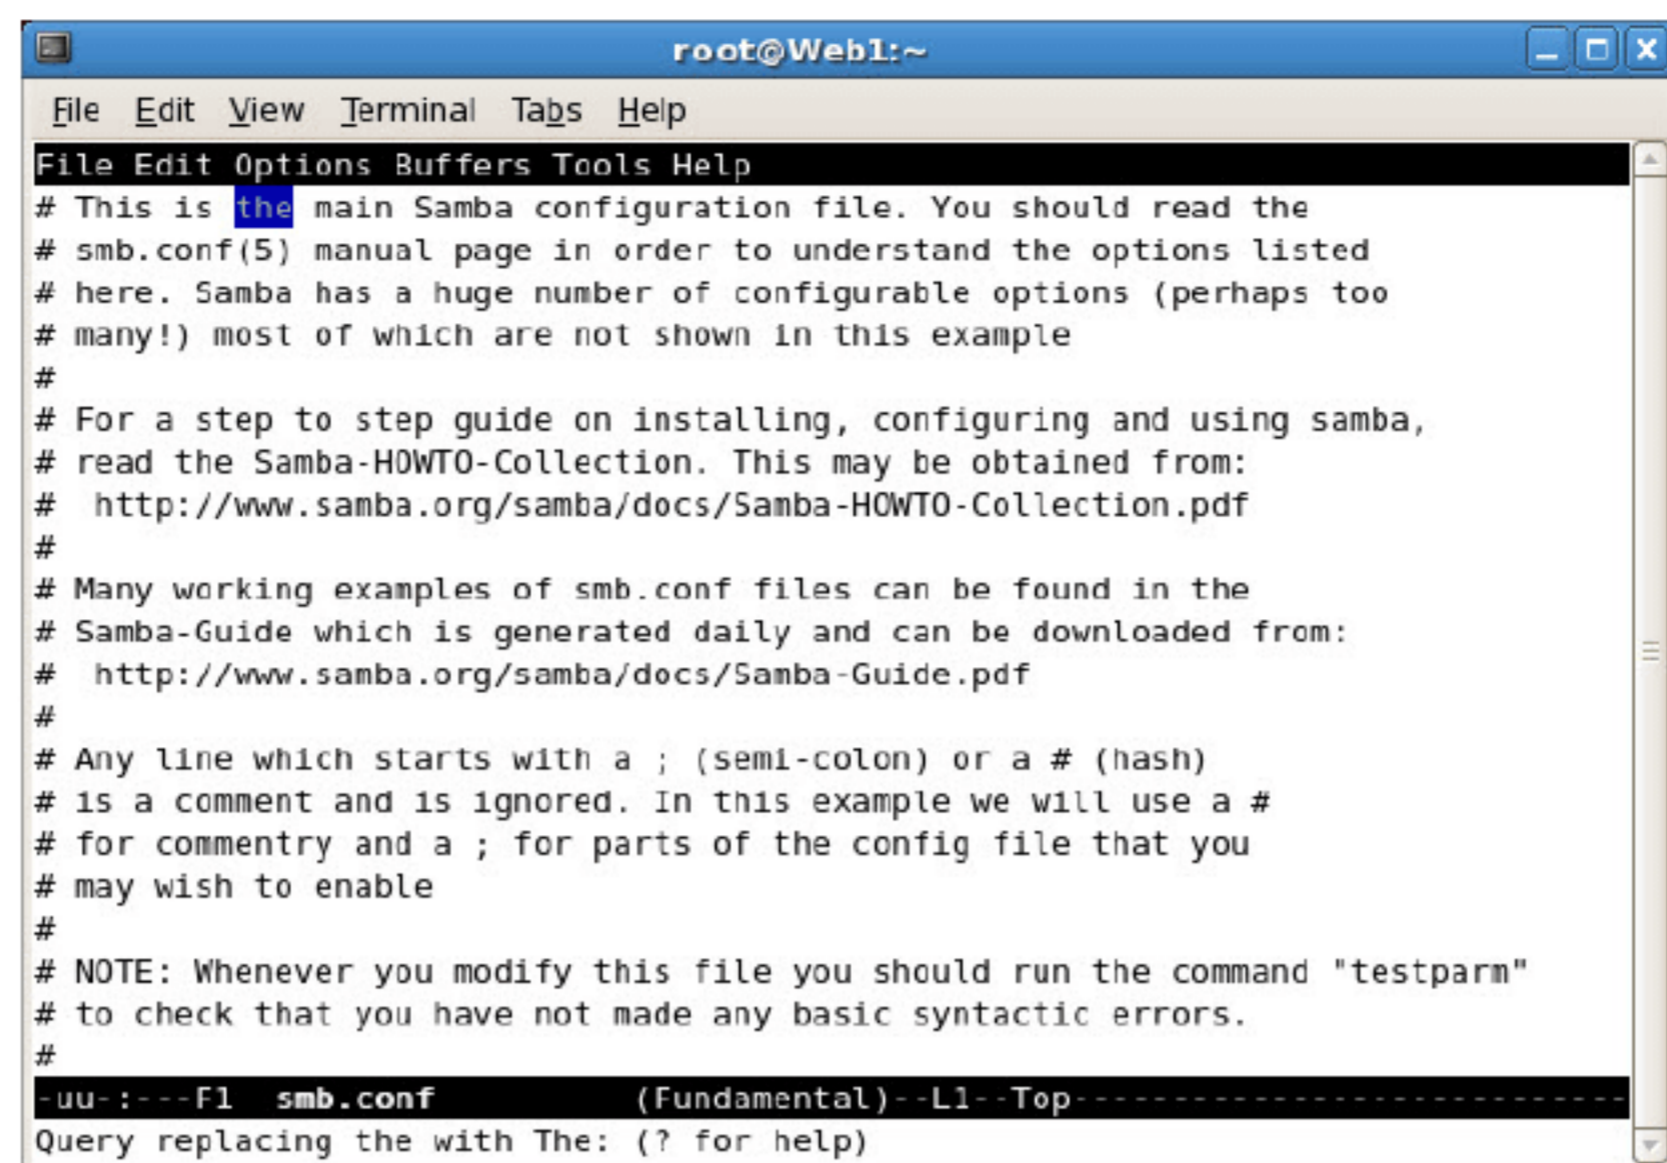 root@Web1:~
File Edit View Terminal Tabs Help
File Edit Options Buffers Tools Help
# This is the main Samba configuration file. You should read the
# smb.conf(5) manual page in order to understand the options listed
# here. Samba has a huge number of configurable options (perhaps too
# many!) most of which are not shown in this example
#
# For a step to step guide on installing, configuring and using samba,
# read the Samba-HOWTO-Collection. This may be obtained from:
#  http://www.samba.org/samba/docs/Samba-HOWTO-Collection.pdf
#
# Many working examples of smb.conf files can be found in the
# Samba-Guide which is generated daily and can be downloaded from:
#  http://www.samba.org/samba/docs/Samba-Guide.pdf
#
# Any line which starts with a ; (semi-colon) or a # (hash)
# is a comment and is ignored. In this example we will use a #
# for commentry and a ; for parts of the config file that you
# may wish to enable
#
# NOTE: Whenever you modify this file you should run the command "testparm"
# to check that you have not made any basic syntactic errors.
#
-uu-:---F1  smb.conf          (Fundamental)--L1--Top----------------------------
Query replacing the with The: (? for help)